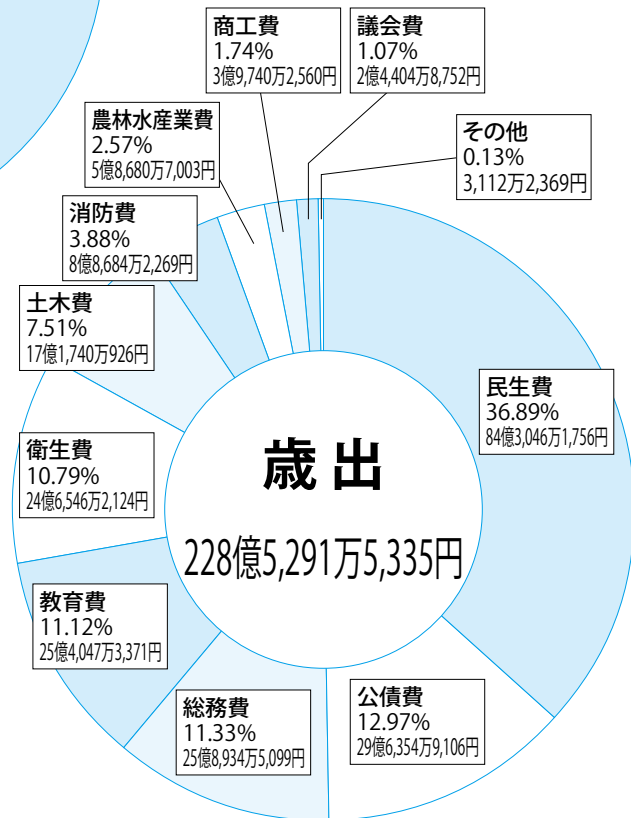 商工費
1.74%
3億9,740万2,560円
議会費
1.07%
2億4,404万8,752円
農林水産業費
2.57%
5億8,680万7,003円
その他
0.13%
3,112万2,369円
消防費
3.88%
8億8,684万2,269円
土木費
7.51%
17億1,740万926円
民生費
36.89%
84億3,046万1,756円
衛生費
10.79%
24億6,546万2,124円
歳出
228億5,291万5,335円
教育費
11.12%
25億4,047万3,371円
総務費
11.33%
25億8,934万5,099円
公債費
12.97%
29億6,354万9,106円